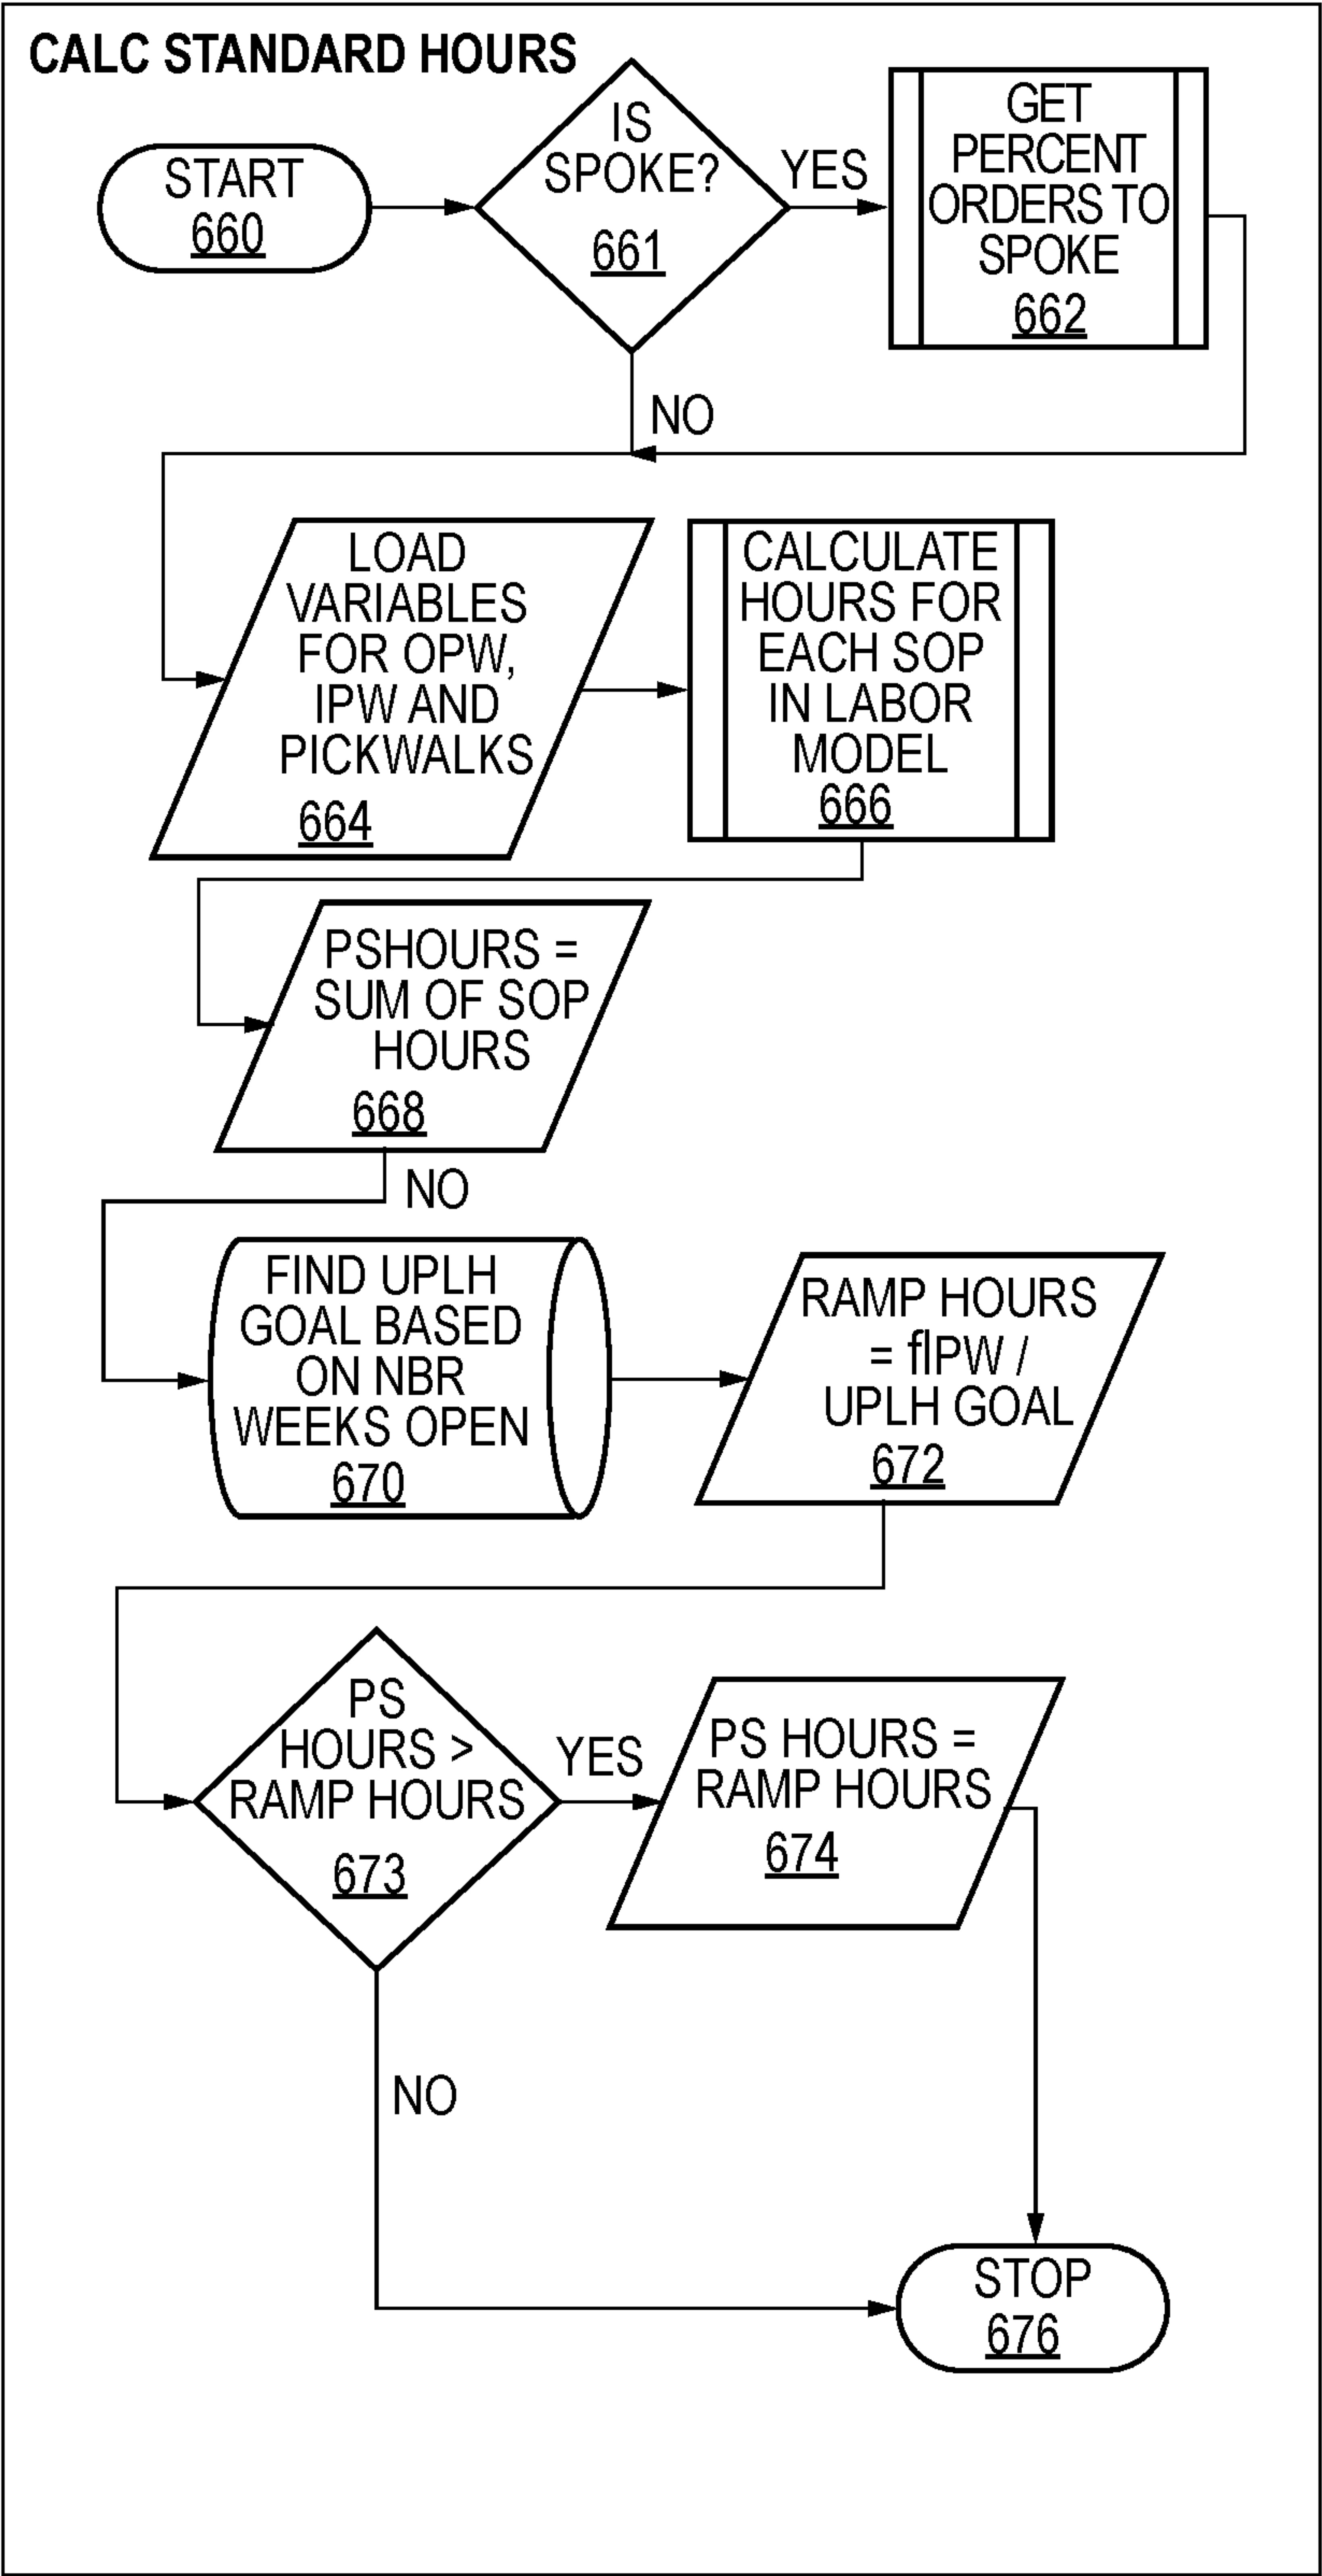 CALC STANDARD HOURS
START
660
IS
SPOKE?
661
YES
GET
PERCENT
ORDERS TO
SPOKE
662
NO
LOAD
VARIABLES
FOR OPW,
IPW AND
PICKWALKS
664
CALCULATE
HOURS FOR
EACH SOP
IN LABOR
MODEL
666
PSHOURS =
SUM OF SOP
HOURS
668
NO
FIND UPLH
GOAL BASED
ON NBR
WEEKS OPEN
670
RAMP HOURS
= flPW /
UPLH GOAL
672
PS
HOURS >
RAMP HOURS
673
YES
PS HOURS =
RAMP HOURS
674
NO
STOP
676